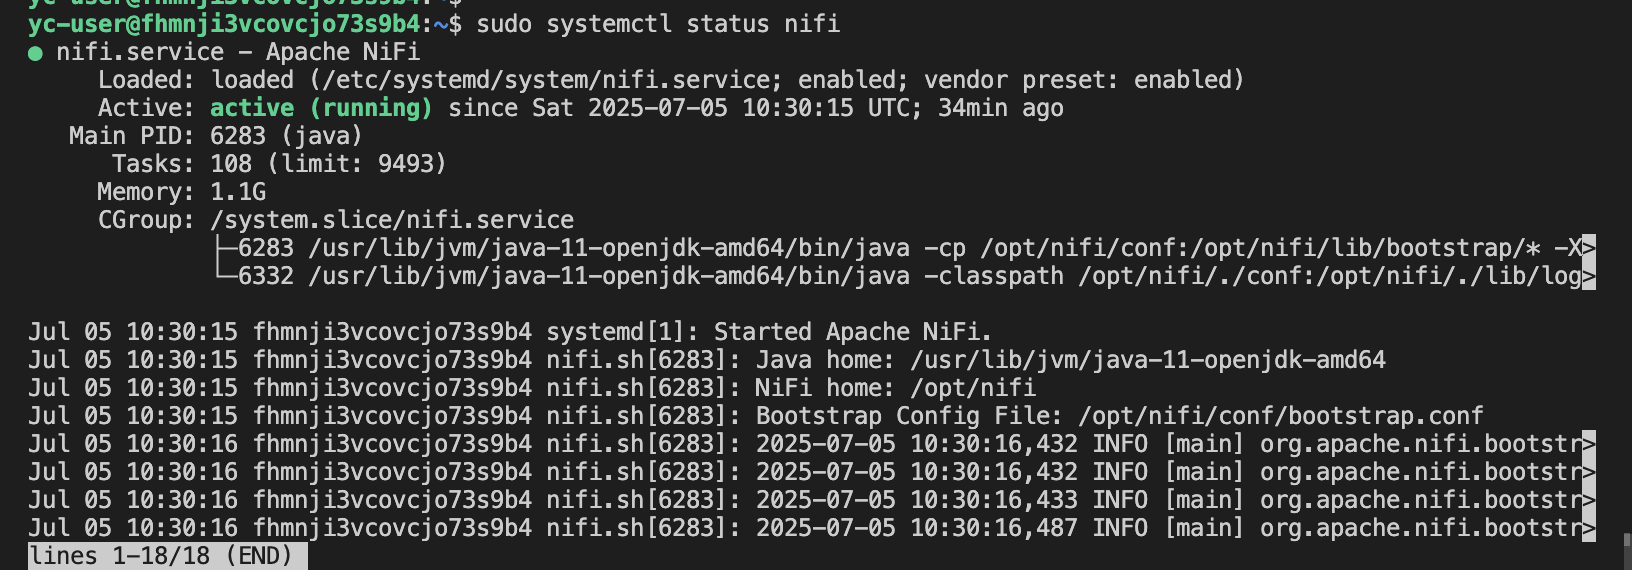 yc-user@fhmnji3vcovcjo73s9b4:~$
yc-user@fhmnji3vcovcjo73s9b4:~$ sudo systemctl status nifi
● nifi.service - Apache NiFi
     Loaded: loaded (/etc/systemd/system/nifi.service; enabled; vendor preset: enabled)
     Active: active (running) since Sat 2025-07-05 10:30:15 UTC; 34min ago
   Main PID: 6283 (java)
      Tasks: 108 (limit: 9493)
     Memory: 1.1G
     CGroup: /system.slice/nifi.service
             ├─6283 /usr/lib/jvm/java-11-openjdk-amd64/bin/java -cp /opt/nifi/conf:/opt/nifi/lib/bootstrap/* -X>
             └─6332 /usr/lib/jvm/java-11-openjdk-amd64/bin/java -classpath /opt/nifi/./conf:/opt/nifi/./lib/log>
Jul 05 10:30:15 fhmnji3vcovcjo73s9b4 systemd[1]: Started Apache NiFi.
Jul 05 10:30:15 fhmnji3vcovcjo73s9b4 nifi.sh[6283]: Java home: /usr/lib/jvm/java-11-openjdk-amd64
Jul 05 10:30:15 fhmnji3vcovcjo73s9b4 nifi.sh[6283]: NiFi home: /opt/nifi
Jul 05 10:30:15 fhmnji3vcovcjo73s9b4 nifi.sh[6283]: Bootstrap Config File: /opt/nifi/conf/bootstrap.conf
Jul 05 10:30:16 fhmnji3vcovcjo73s9b4 nifi.sh[6283]: 2025-07-05 10:30:16,432 INFO [main] org.apache.nifi.bootstr>
Jul 05 10:30:16 fhmnji3vcovcjo73s9b4 nifi.sh[6283]: 2025-07-05 10:30:16,432 INFO [main] org.apache.nifi.bootstr>
Jul 05 10:30:16 fhmnji3vcovcjo73s9b4 nifi.sh[6283]: 2025-07-05 10:30:16,433 INFO [main] org.apache.nifi.bootstr>
Jul 05 10:30:16 fhmnji3vcovcjo73s9b4 nifi.sh[6283]: 2025-07-05 10:30:16,487 INFO [main] org.apache.nifi.bootstr>
lines 1-18/18 (END)